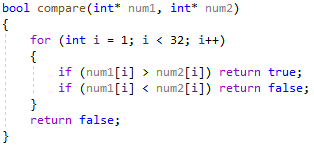 bool compare(int* num1, int* num2)
{
    for (int i = 1; i < 32; i++)
    {
        if (num1[i] > num2[i]) return true;
        if (num1[i] < num2[i]) return false;
    }
    return false;
}